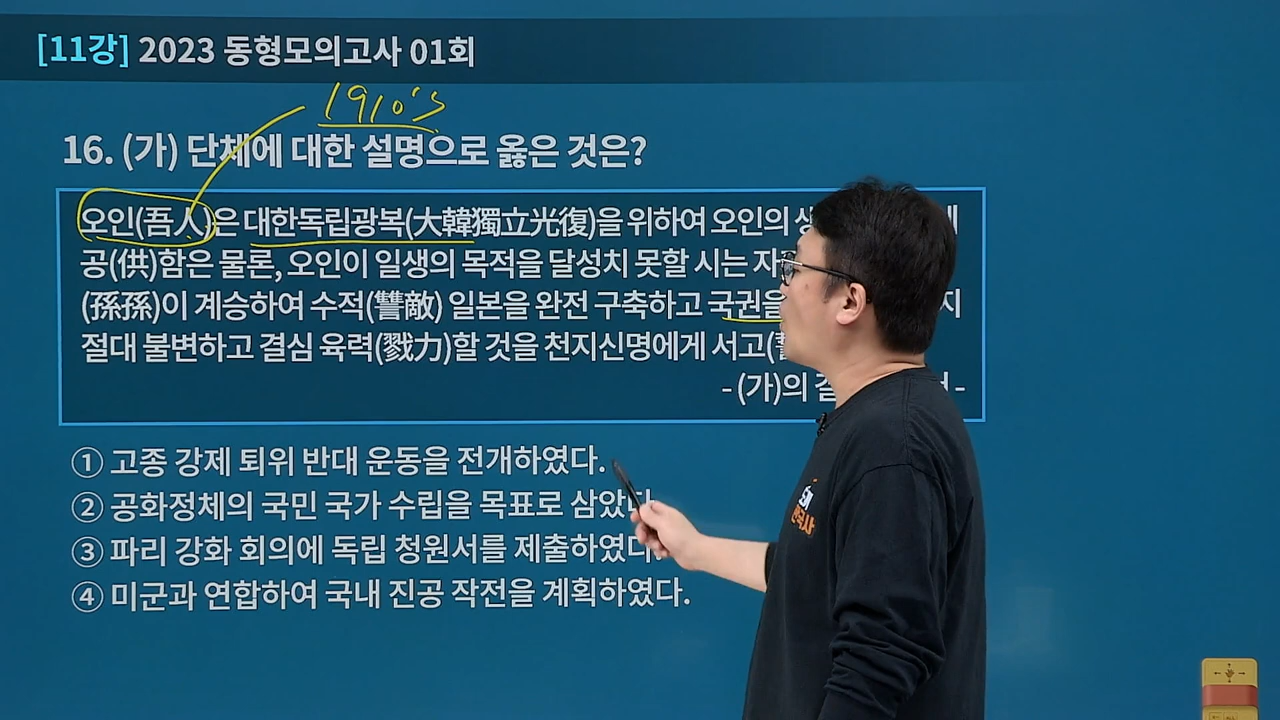 [11강] 2023 동형모의고사 01회
1910's
16. (가) 단체에 대한 설명으로 옳은 것은?
오인(吾人)은 대한독립광복(大韓獨立光復)을 위하여 오인의
공(供)함은 물론, 오인이 일생의 목적을 달성치 못할 시는
(孫孫)이 계승하여 수적(讐敵) 일본을 완전 구축하고 국권을 지
절대 불변하고 결심 육력(戮力)할 것을 천지신명에게 서고
- (가)의 -
① 고종 강제 퇴위 반대 운동을 전개하였다.
② 공화정체의 국민 국가 수립을 목표로 삼았다.
③ 파리 강화 회의에 독립 청원서를 제출하였다.
④ 미군과 연합하여 국내 진공 작전을 계획하였다.